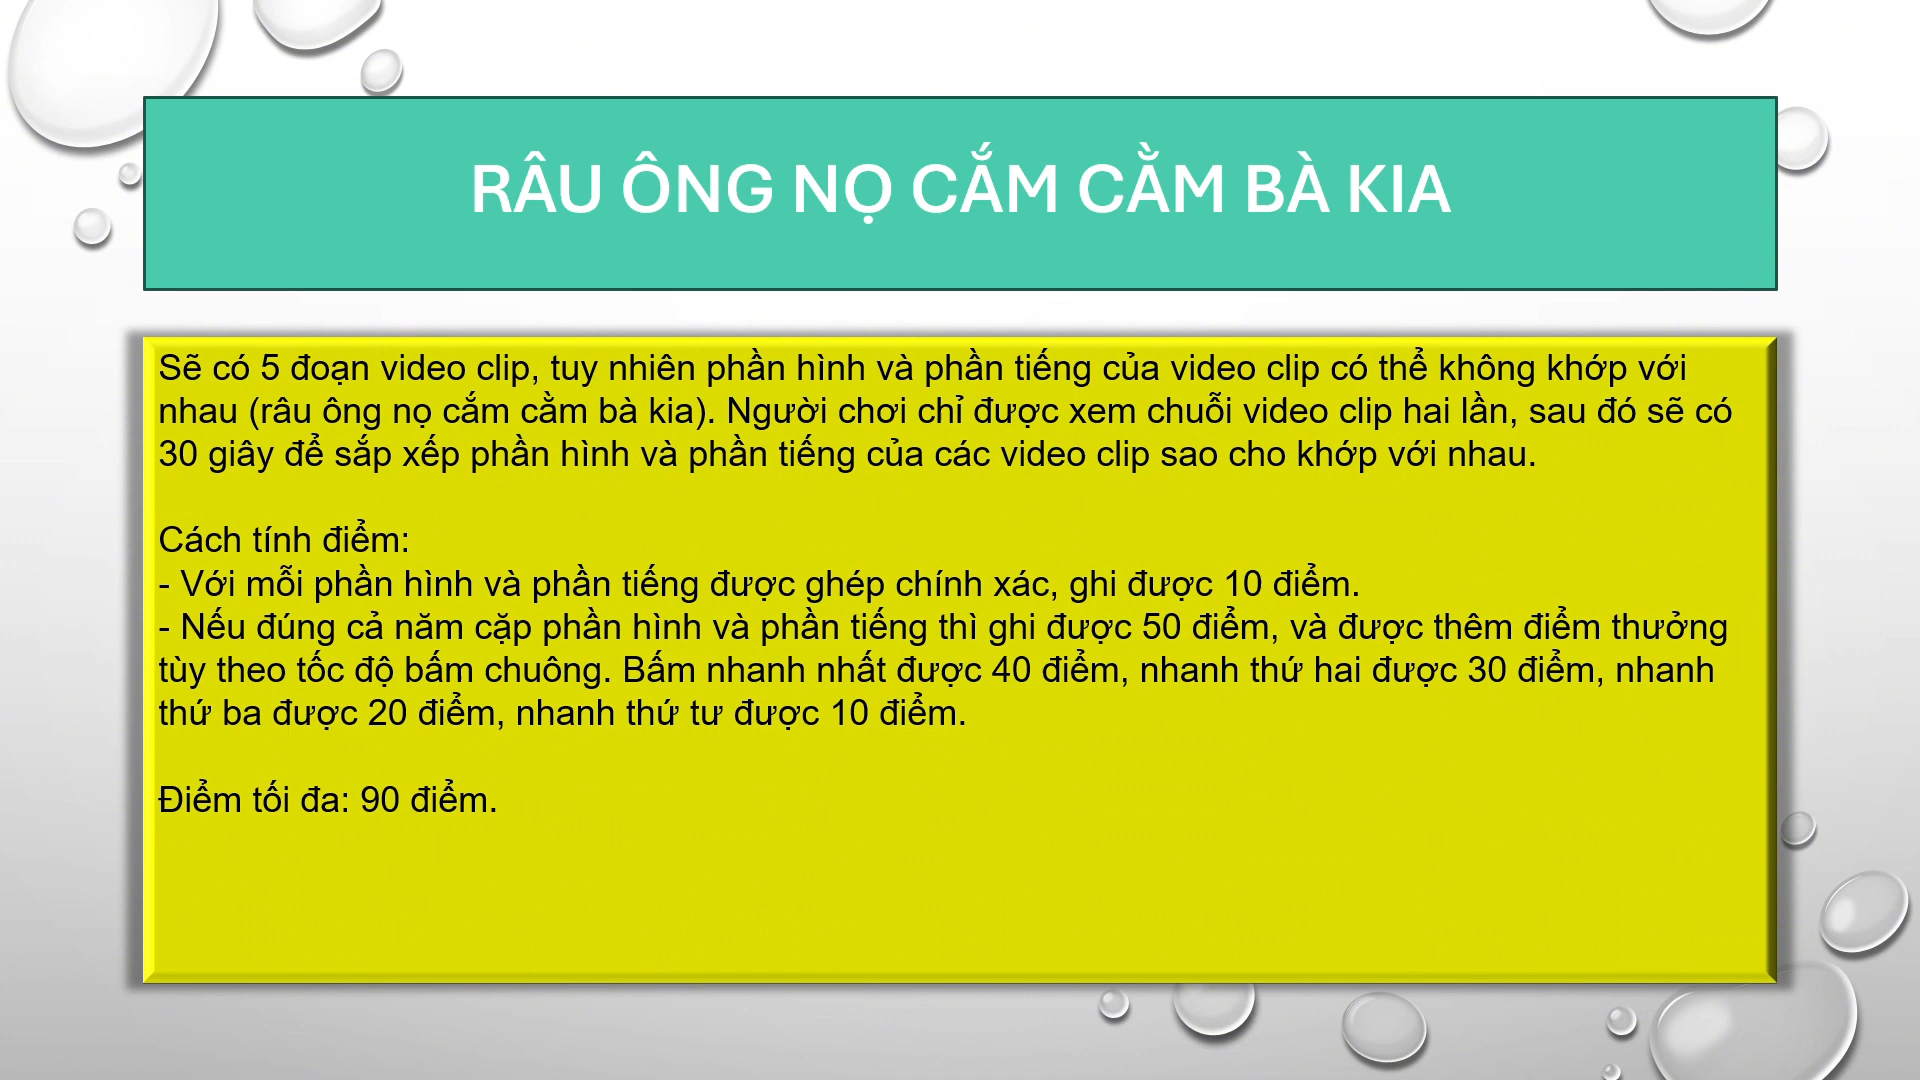 RÂU ÔNG NỌ CẮM CẰM BÀ KIA
Sẽ có 5 đoạn video clip, tuy nhiên phần hình và phần tiếng của video clip có thể không khớp với
nhau (râu ông nọ cắm cằm bà kia). Người chơi chỉ được xem chuỗi video clip hai lần, sau đó sẽ có
30 giây để sắp xếp phần hình và phần tiếng của các video clip sao cho khớp với nhau.
Cách tính điểm:
- Với mỗi phần hình và phần tiếng được ghép chính xác, ghi được 10 điểm.
- Nếu đúng cả năm cặp phần hình và phần tiếng thì ghi được 50 điểm, và được thêm điểm thưởng
tùy theo tốc độ bấm chuông. Bấm nhanh nhất được 40 điểm, nhanh thứ hai được 30 điểm, nhanh
thứ ba được 20 điểm, nhanh thứ tư được 10 điểm.
Điểm tối đa: 90 điểm.